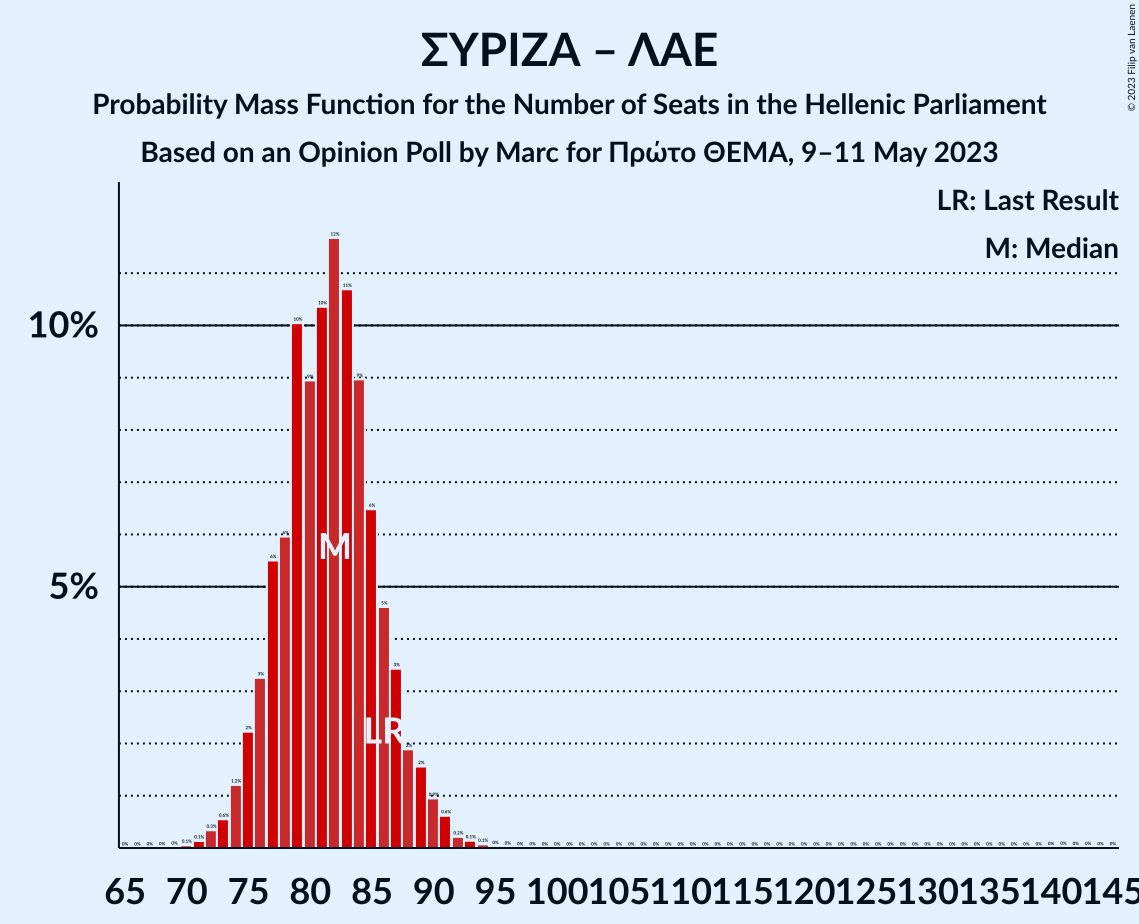 ΣΥΡΙΖΑ – ΛΑΕ
Probability Mass Function for the Number of Seats in the Hellenic Parliament
Based on an Opinion Poll by Marc for Πρώτο ΘΕΜΑ, 9–11 May 2023
© 2023 Filip van Laenen
LR: Last Result
M: Median
10%
5%
M
LR
65 70 75 80 85 90 95 100 105 110 115 120 125 130 135 140 145